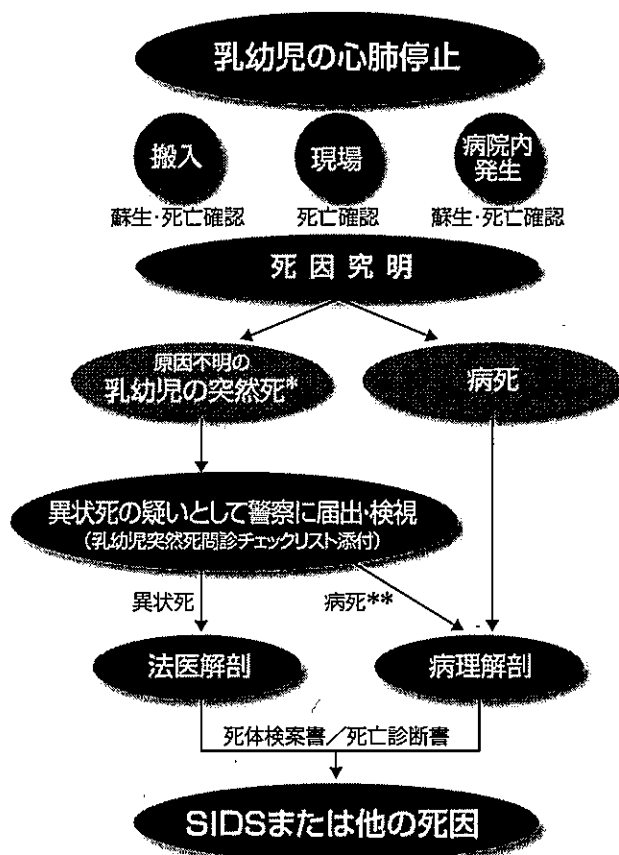 乳幼児の心肺停止
搬入
現場
病院内
発生
蘇生・死亡確認
死亡確認
蘇生・死亡確認
死因究明
原因不明の
乳幼児の突然死*
病死
異状死の疑いとして警察に届出・検視
（乳幼児突然死問診チェックリスト添付）
異状死
病死**
法医解剖
病理解剖
死体検案書／死亡診断書
SIDSまたは他の死因